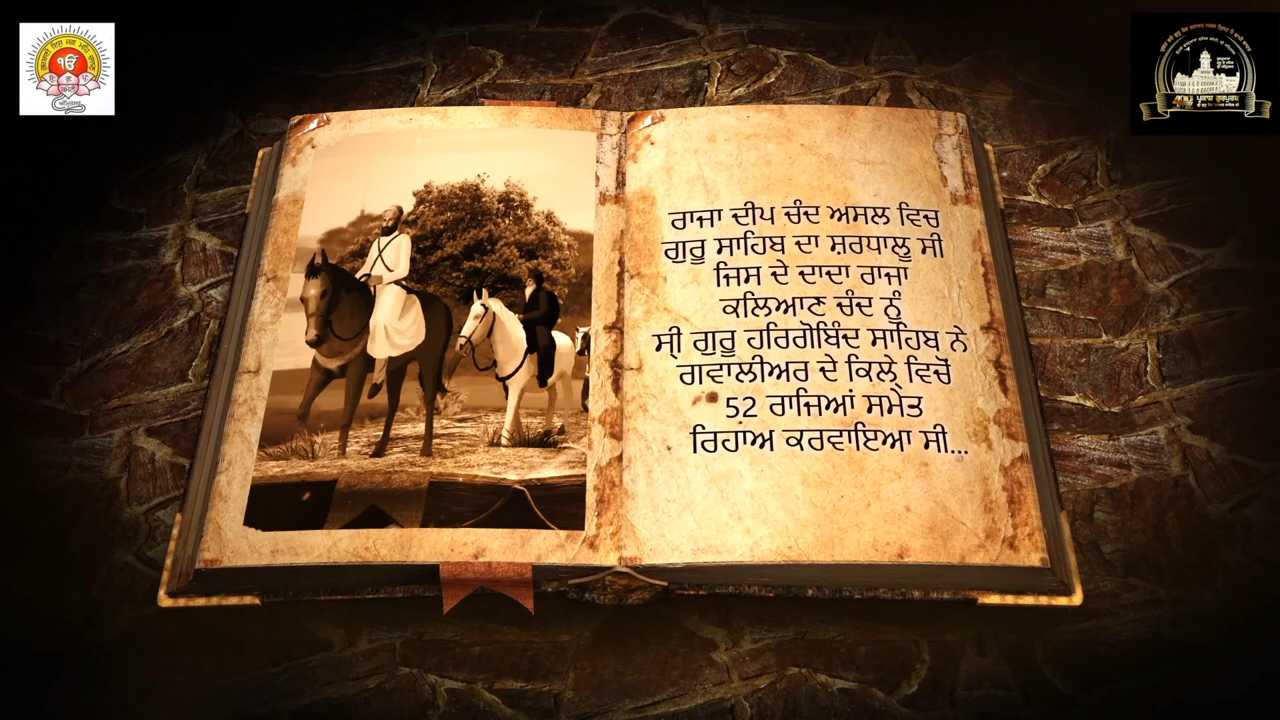 ਰਾਜਾ ਦੀਪ ਚੰਦ ਅਸਲ ਵਿਚ
ਗੁਰੂ ਸਾਹਿਬ ਦਾ ਸ਼ਰਧਾਲੂ ਸੀ
ਜਿਸ ਦੇ ਦਾਦਾ ਰਾਜਾ
ਕਲਿਆਣ ਚੰਦ ਨੂੰ
ਸ੍ਰੀ ਗੁਰੂ ਹਰਿਗੋਬਿੰਦ ਸਾਹਿਬ ਨੇ
ਗਵਾਲੀਅਰ ਦੇ ਕਿਲ੍ਹੇ ਵਿਚੋਂ
52 ਰਾਜਿਆਂ ਸਮੇਤ
ਰਿਹਾਅ ਕਰਵਾਇਆ ਸੀ...